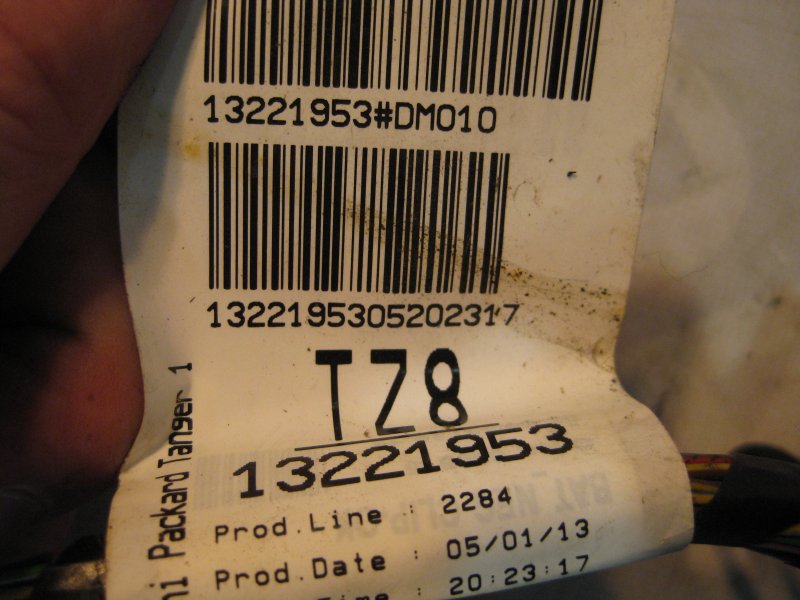 13221953#DM010
1322195305202317
TZ8
13221953
Prod.Line : 2284
Prod.Date : 05/01/13
: 20:23:17
Packard Tanger 1